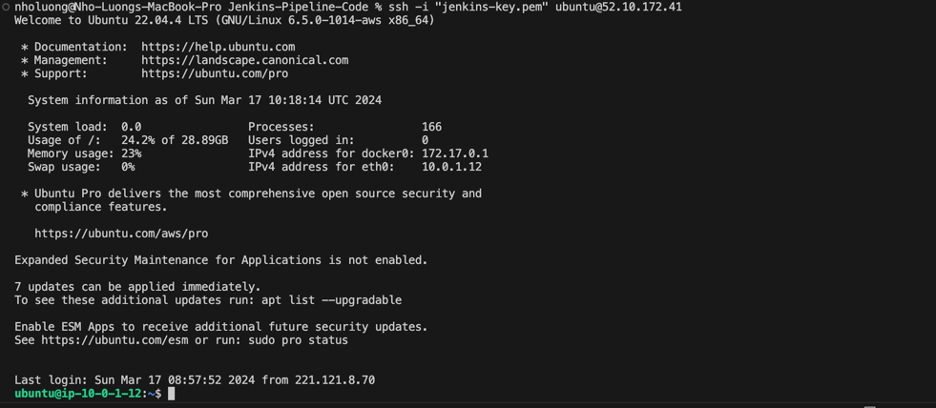 nholuong@Nho-Luongs-MacBook-Pro Jenkins-Pipeline-Code % ssh -i "jenkins-key.pem" ubuntu@52.10.172.41
Welcome to Ubuntu 22.04.4 LTS (GNU/Linux 6.5.0-1014-aws x86_64)
* Documentation: https://help.ubuntu.com
* Management: https://landscape.canonical.com
* Support: https://ubuntu.com/pro
System information as of Sun Mar 17 10:18:14 UTC 2024
System load: 0.0 Processes: 166
Usage of /: 24.2% of 28.89GB Users logged in: 0
Memory usage: 23% IPv4 address for docker0: 172.17.0.1
Swap usage: 0% IPv4 address for eth0: 10.0.1.12
* Ubuntu Pro delivers the most comprehensive open source security and
compliance features.
https://ubuntu.com/aws/pro
Expanded Security Maintenance for Applications is not enabled.
7 updates can be applied immediately.
To see these additional updates run: apt list --upgradable
Enable ESM Apps to receive additional future security updates.
See https://ubuntu.com/esm or run: sudo pro status
Last login: Sun Mar 17 08:57:52 2024 from 221.121.8.70
ubuntu@ip-10-0-1-12:~$